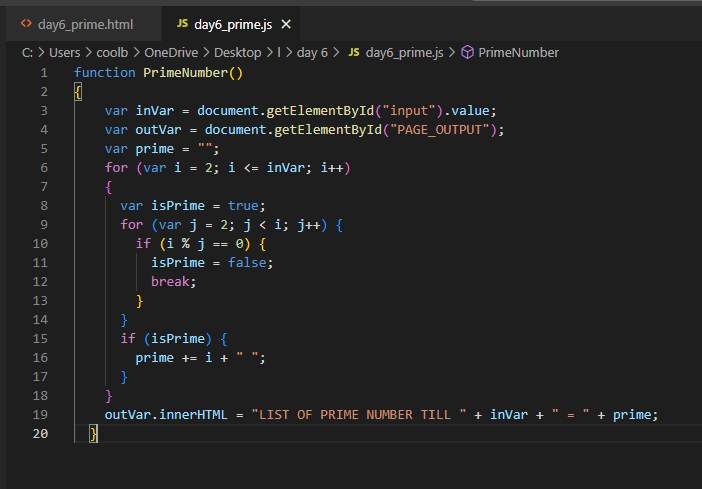 <> day6_prime.html JS day6_prime.js ×
C: > Users > coolb > OneDrive > Desktop > l > day 6 > JS day6_prime.js > PrimeNumber
1 function PrimeNumber()
2 {
3 var inVar = document.getElementById("input").value;
4 var outVar = document.getElementById("PAGE_OUTPUT");
5 var prime = "";
6 for (var i = 2; i <= inVar; i++)
7 {
8 var isPrime = true;
9 for (var j = 2; j < i; j++) {
10 if (i % j == 0) {
11 isPrime = false;
12 break;
13 }
14 }
15 if (isPrime) {
16 prime += i + " ";
17 }
18 }
19 outVar.innerHTML = "LIST OF PRIME NUMBER TILL " + inVar + " = " + prime;
20 }